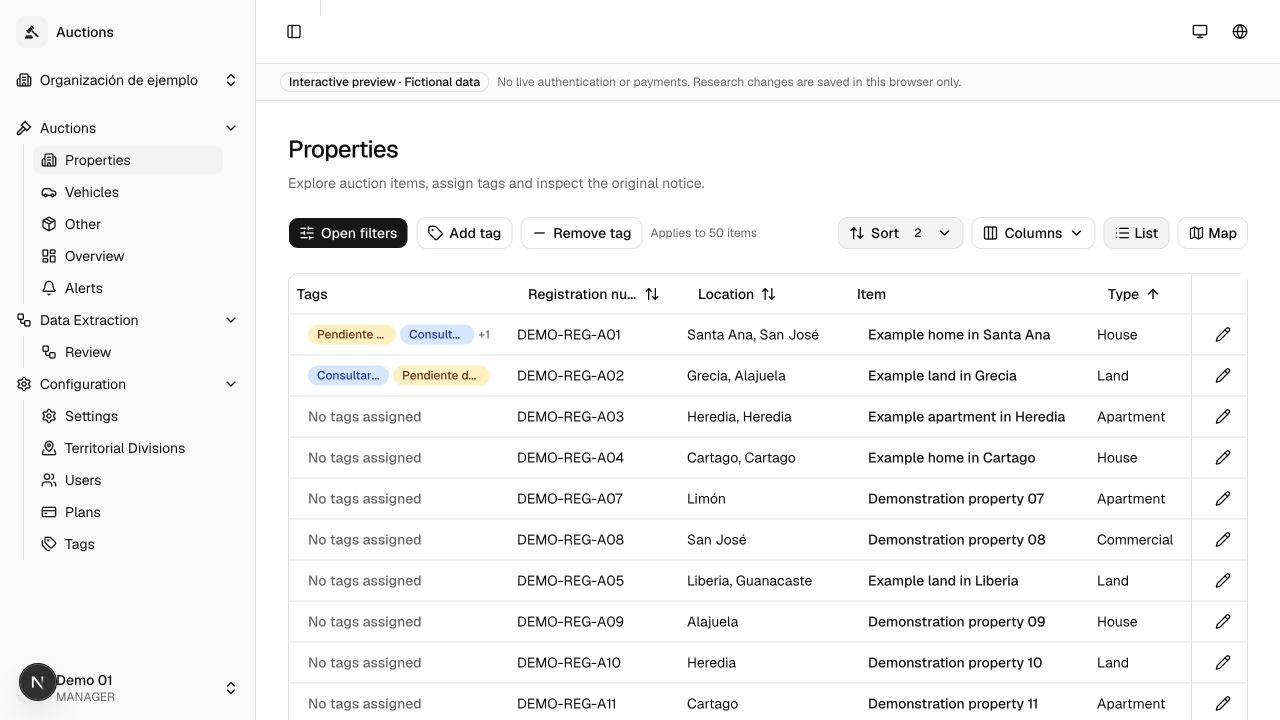 Auctions
Organización de ejemplo
Auctions
Properties
Vehicles
Other
Overview
Alerts
Data Extraction
Review
Configuration
Settings
Territorial Divisions
Users
Plans
Tags
N
Demo 01
MANAGER
Interactive preview · Fictional data No live authentication or payments. Research changes are saved in this browser only.
Properties
Explore auction items, assign tags and inspect the original notice.
Open filters Add tag Remove tag Applies to 50 items Sort 2 Columns List Map
Tags Registration nu... Location Item Type
Pendiente ... Consult... +1 DEMO-REG-A01 Santa Ana, San José Example home in Santa Ana House
Consultar... Pendiente d... DEMO-REG-A02 Grecia, Alajuela Example land in Grecia Land
No tags assigned DEMO-REG-A03 Heredia, Heredia Example apartment in Heredia Apartment
No tags assigned DEMO-REG-A04 Cartago, Cartago Example home in Cartago House
No tags assigned DEMO-REG-A07 Limón Demonstration property 07 Apartment
No tags assigned DEMO-REG-A08 San José Demonstration property 08 Commercial
No tags assigned DEMO-REG-A05 Liberia, Guanacaste Example land in Liberia Land
No tags assigned DEMO-REG-A09 Alajuela Demonstration property 09 House
No tags assigned DEMO-REG-A10 Heredia Demonstration property 10 Land
No tags assigned DEMO-REG-A11 Cartago Demonstration property 11 Apartment